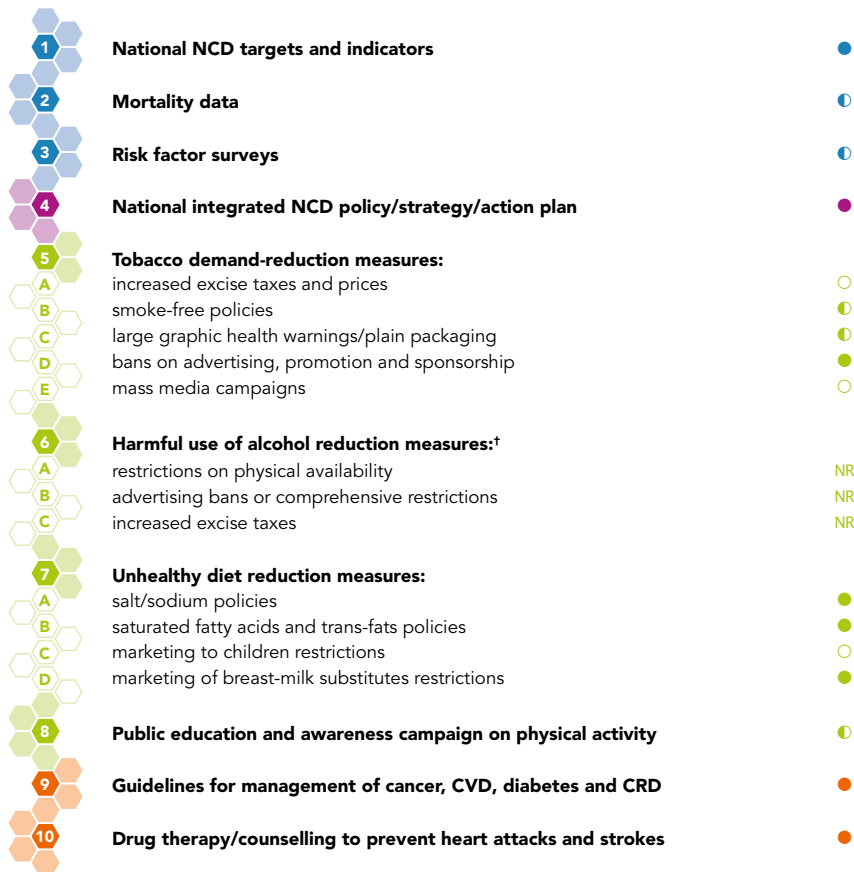 1 National NCD targets and indicators ●
2 Mortality data ◐
3 Risk factor surveys ◐
4 National integrated NCD policy/strategy/action plan ●
5 Tobacco demand-reduction measures:
A increased excise taxes and prices ○
B smoke-free policies ◐
C large graphic health warnings/plain packaging ◐
D bans on advertising, promotion and sponsorship ●
E mass media campaigns ○
6 Harmful use of alcohol reduction measures:†
A restrictions on physical availability NR
B advertising bans or comprehensive restrictions NR
C increased excise taxes NR
7 Unhealthy diet reduction measures:
A salt/sodium policies ●
B saturated fatty acids and trans-fats policies ●
C marketing to children restrictions ○
D marketing of breast-milk substitutes restrictions ●
8 Public education and awareness campaign on physical activity ◐
9 Guidelines for management of cancer, CVD, diabetes and CRD ●
10 Drug therapy/counselling to prevent heart attacks and strokes ●